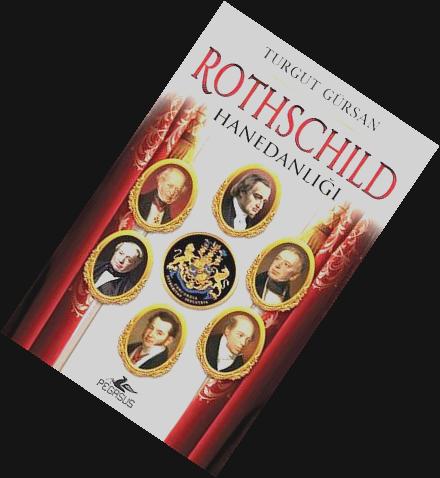 TURGUT GÜRSAN
ROTHSCHILD
HANEDANLIĞI
PEGASUS